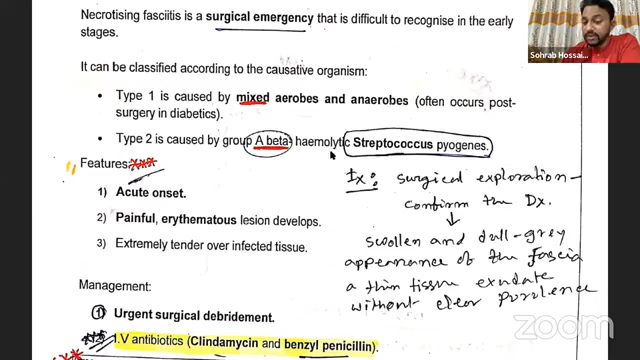 Necrotising fasciitis is a surgical emergency that is difficult to recognise in the early
stages.
It can be classified according to the causative organism:
• Type 1 is caused by mixed aerobes and anaerobes (often occurs post-
surgery in diabetics).
• Type 2 is caused by group A beta-haemolytic Streptococcus pyogenes.
Features:
1) Acute onset.
2) Painful, erythematous lesion develops.
3) Extremely tender over infected tissue.
Ix: surgical exploration-
confirm the Dx.
↓
swollen and dull-grey
appearance of the fascia
a thin tissue exudate
without clear purulence
Management:
① Urgent surgical debridement.
I.V antibiotics (Clindamycin and benzyl penicillin).
Sohrab Hossai...
zoom